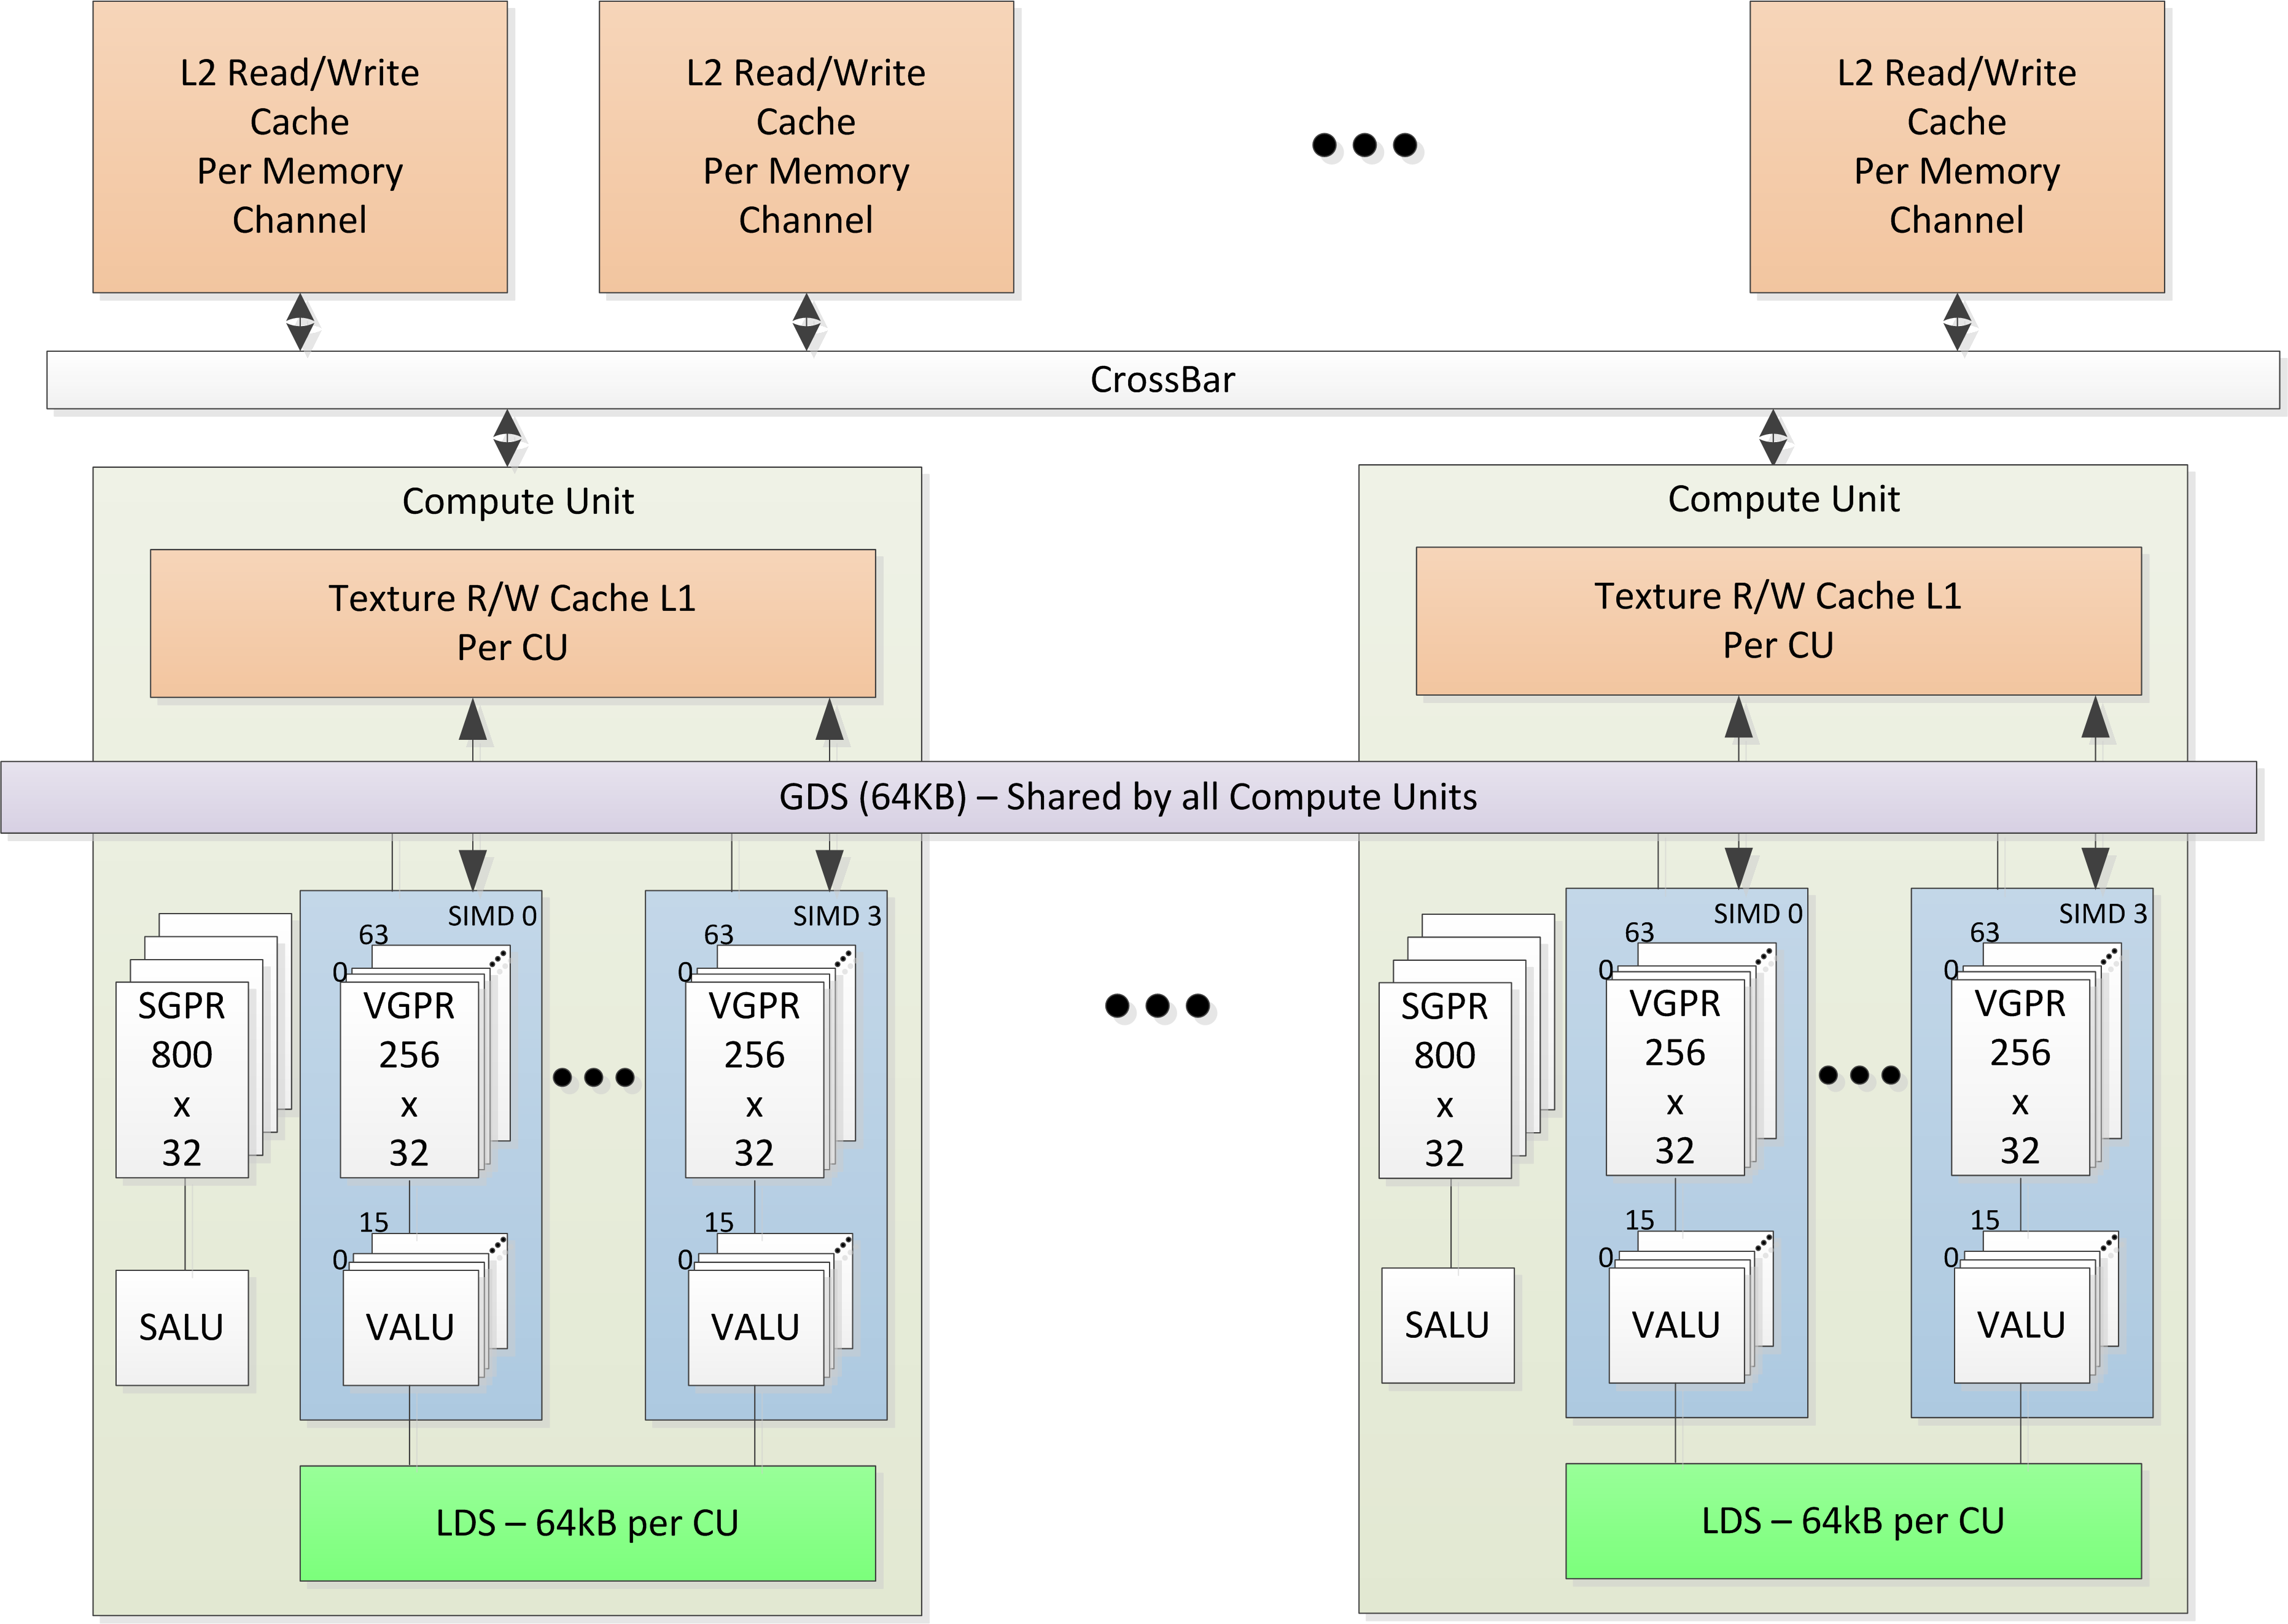 L2 Read/Write
Cache
Per Memory
Channel
L2 Read/Write
Cache
Per Memory
Channel
L2 Read/Write
Cache
Per Memory
Channel
CrossBar
Compute Unit
Texture R/W Cache L1
Per CU
Compute Unit
Texture R/W Cache L1
Per CU
GDS (64KB) – Shared by all Compute Units
SGPR
800
x
32
SALU
SIMD 0
63
0
VGPR
256
x
32
15
0
VALU
SIMD 3
63
0
VGPR
256
x
32
15
0
VALU
LDS – 64kB per CU
SGPR
800
x
32
SALU
SIMD 0
63
0
VGPR
256
x
32
15
0
VALU
SIMD 3
63
0
VGPR
256
x
32
15
0
VALU
LDS – 64kB per CU